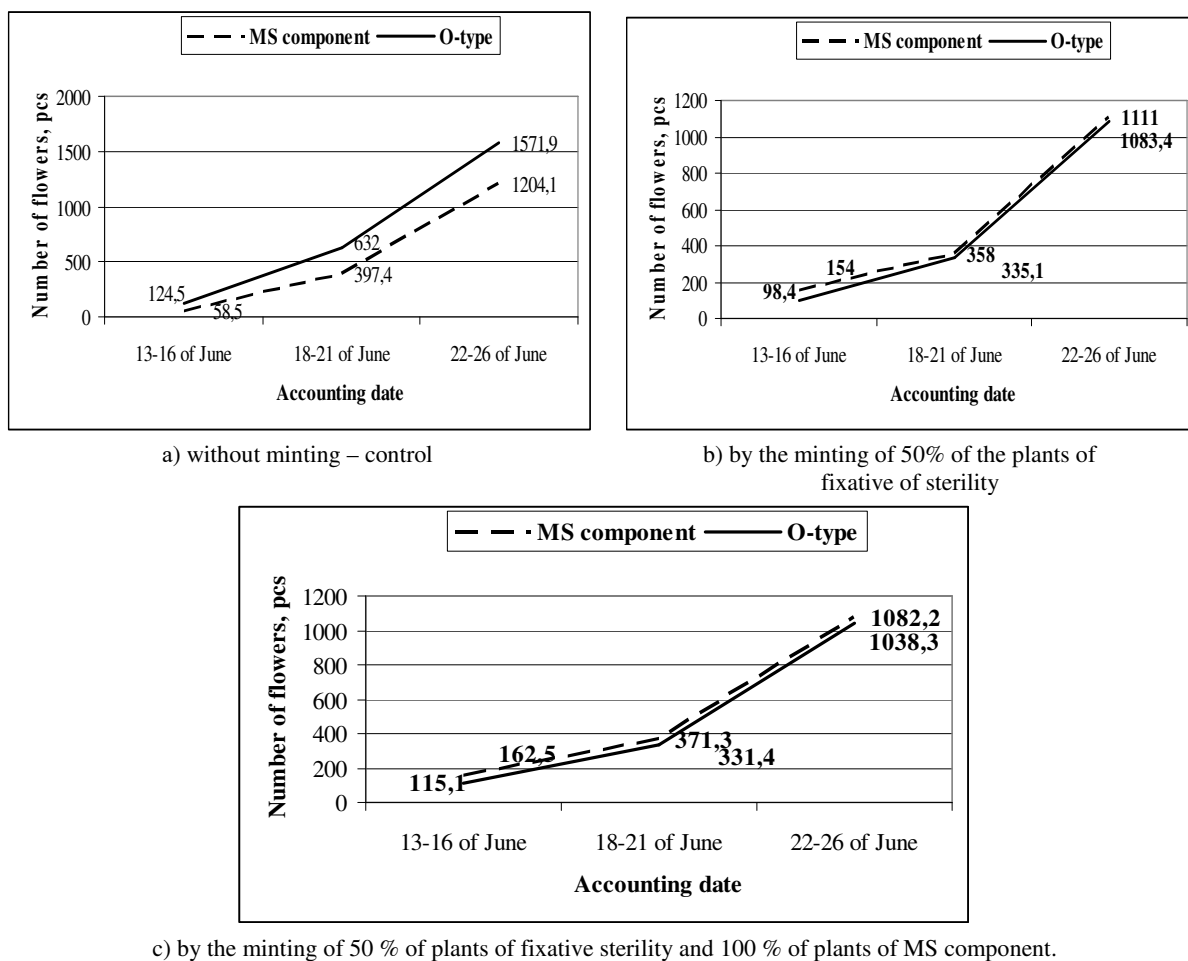 MS component O-type
Number of flowers, pcs
2000
1500
1000
500
0
1571,9
1204,1
632
397,4
124,5
58,5
13-16 of June 18-21 of June 22-26 of June
Accounting date
a) without minting – control
MS component O-type
Number of flowers, pcs
1200
1000
800
600
400
200
0
1111
1083,4
358
335,1
154
98,4
13-16 of June 18-21 of June 22-26 of June
Accounting date
b) by the minting of 50% of the plants of
fixative of sterility
MS component O-type
Number of flowers, pcs
1200
1000
800
600
400
200
0
1082,2
1038,3
371,3
331,4
162,5
115,1
13-16 of June 18-21 of June 22-26 of June
Accounting date
c) by the minting of 50 % of plants of fixative sterility and 100 % of plants of MS component.